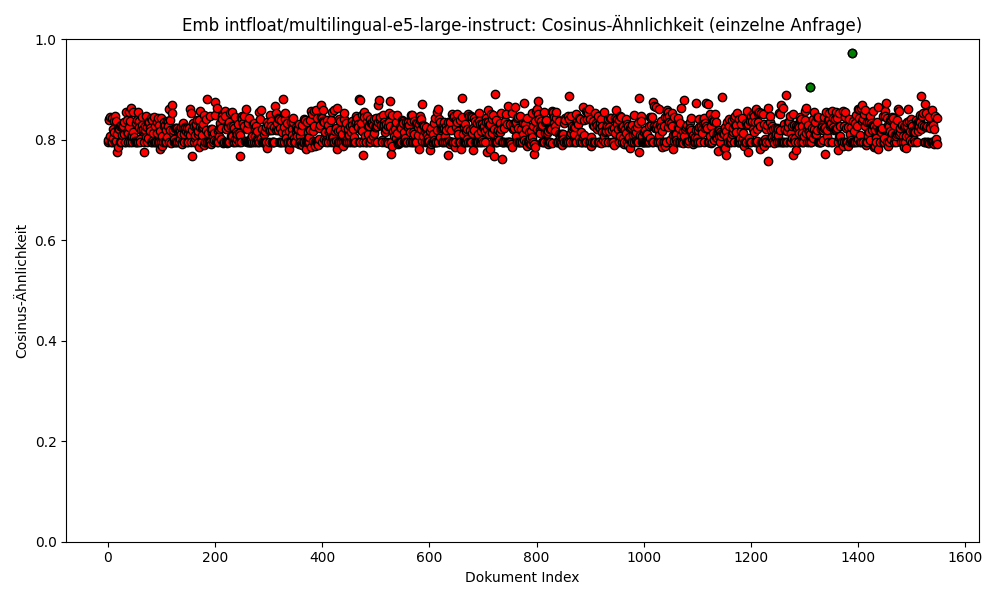 Emb intfloat/multilingual-e5-large-instruct: Cosinus-Ähnlichkeit (einzelne Anfrage)
1.0
0.8
0.6
0.4
0.2
0.0
Cosinus-Ähnlichkeit
0 200 400 600 800 1000 1200 1400 1600
Dokument Index